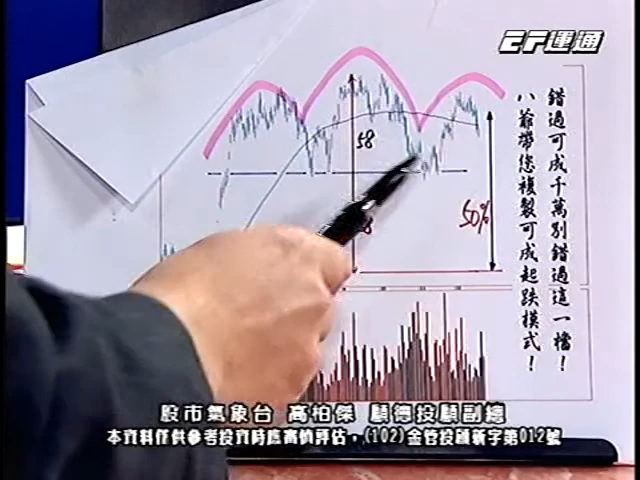 EF運通
錯過可成千萬別錯過這一檔！
八爺帶您複製可成起跌模式！
58
50%
股市氣象台 高柏傑 顧德投顧副總
本資料僅供參考投資時應審慎評估，(102)金管投顧新字第012號